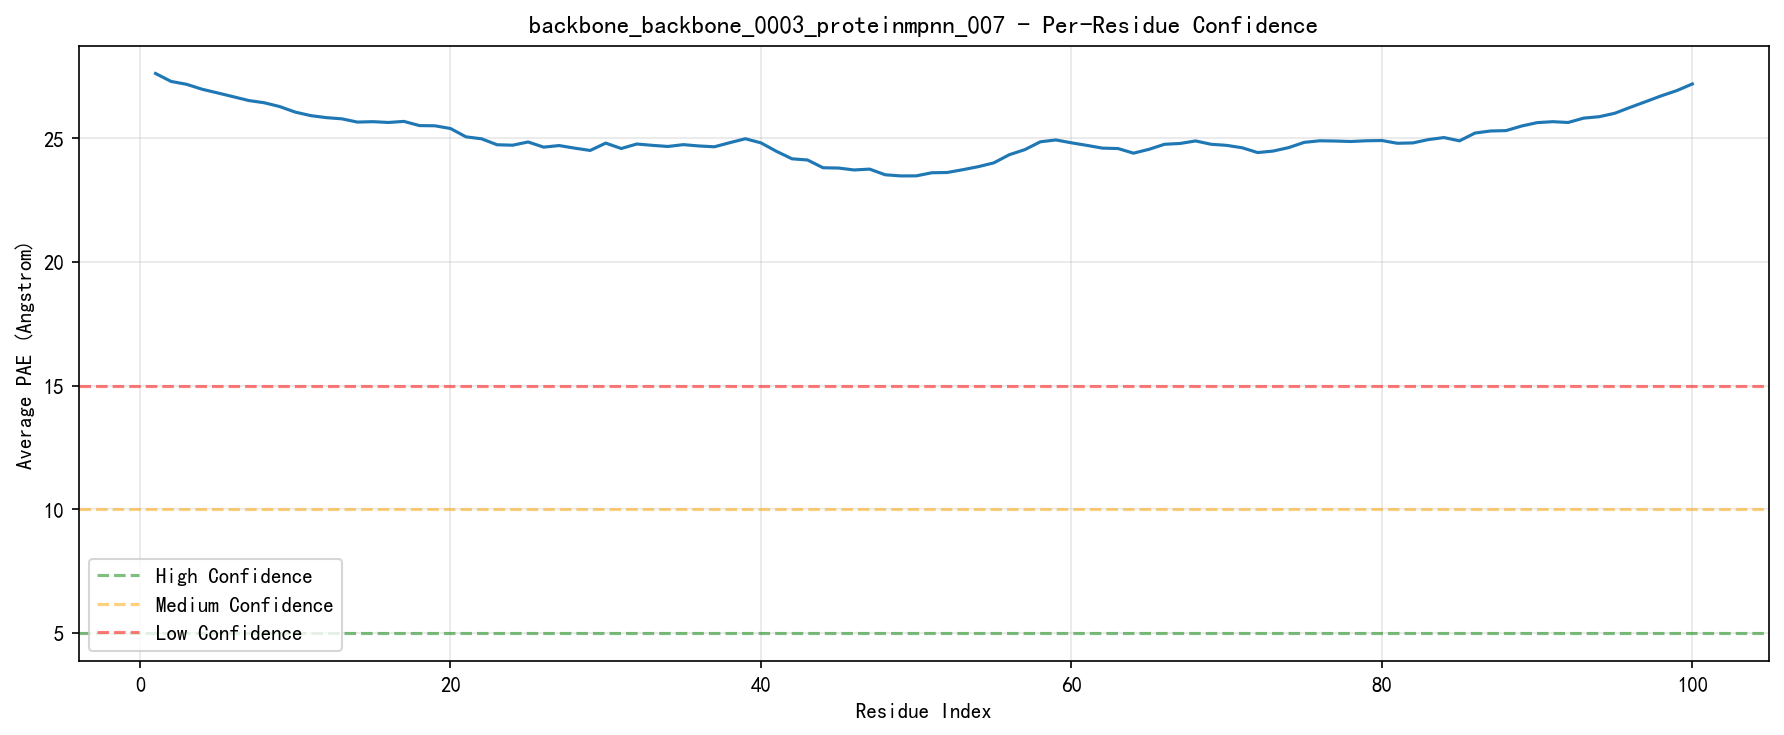 backbone_backbone_0003_proteinmpnn_007 - Per-Residue Confidence
Average PAE (Angstrom)
25
20
15
10
5
High Confidence
Medium Confidence
Low Confidence
0 20 40 60 80 100
Residue Index